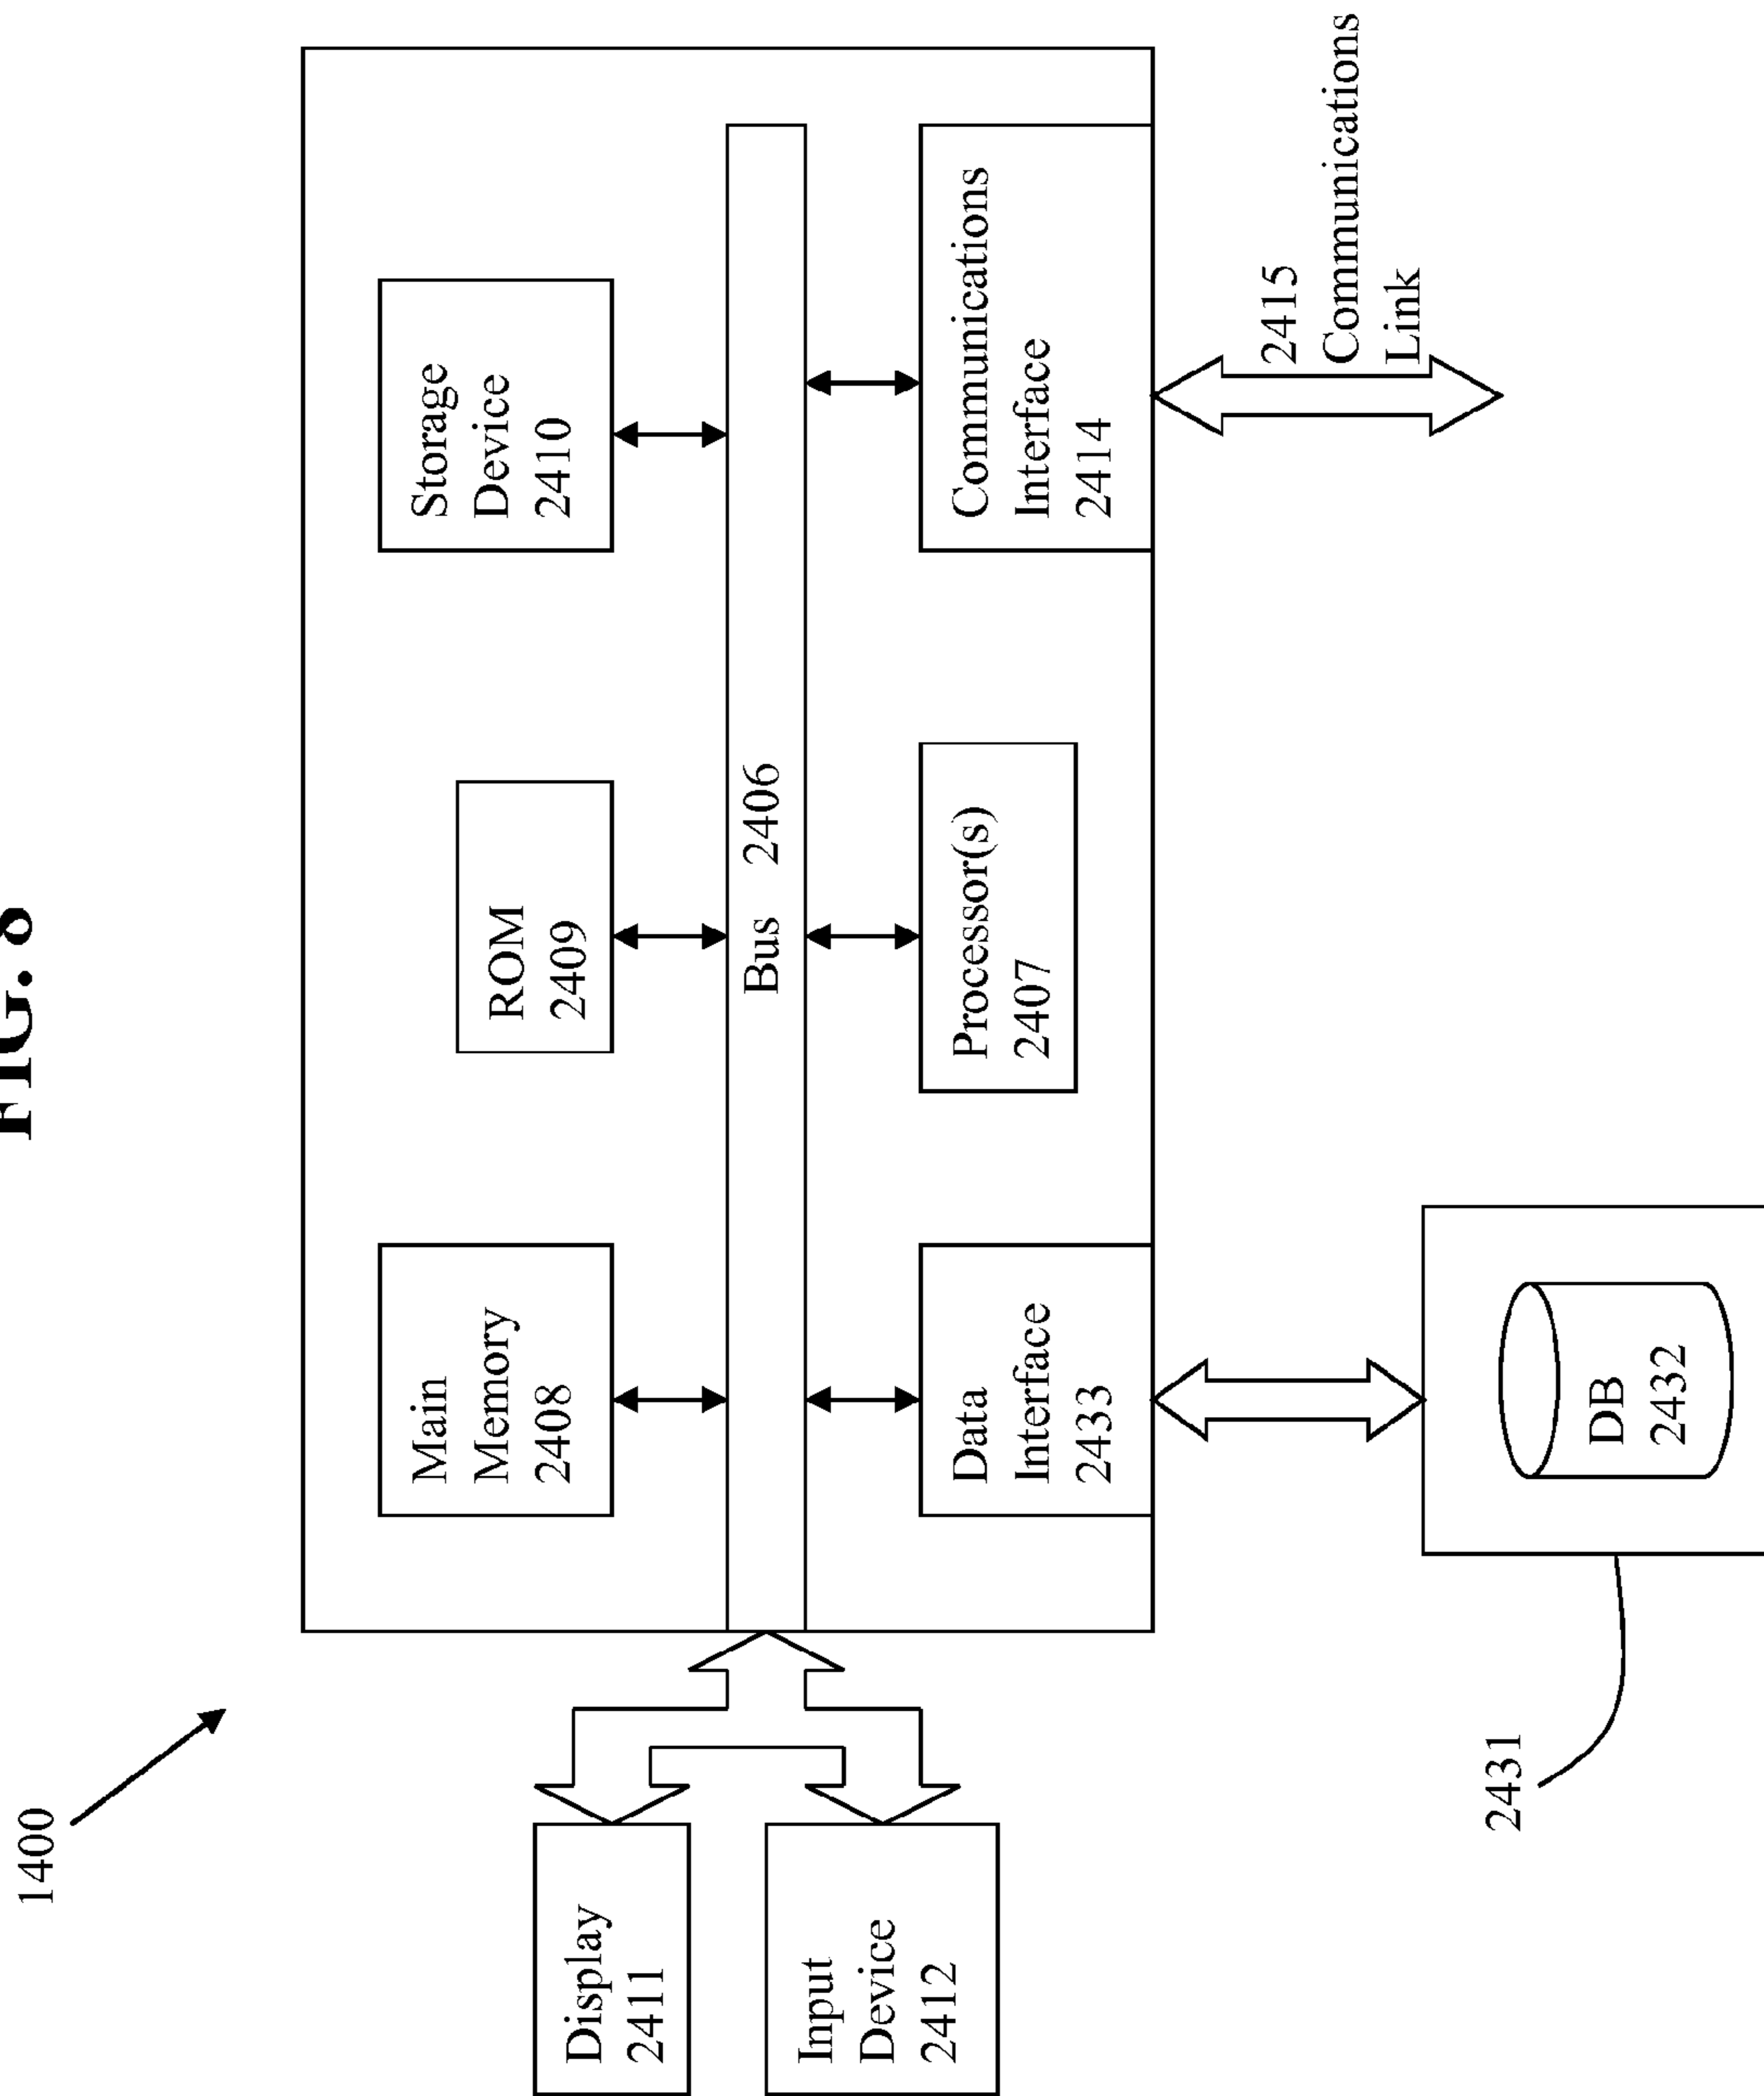 FIG. 8
1400
Main
Memory
2408
ROM
2409
Storage
Device
2410
Display
2411
Bus 2406
Input
Device
2412
Data
Interface
2433
Processor(s)
2407
Communications
Interface
2414
2415
Communications
Link
2431
DB
2432